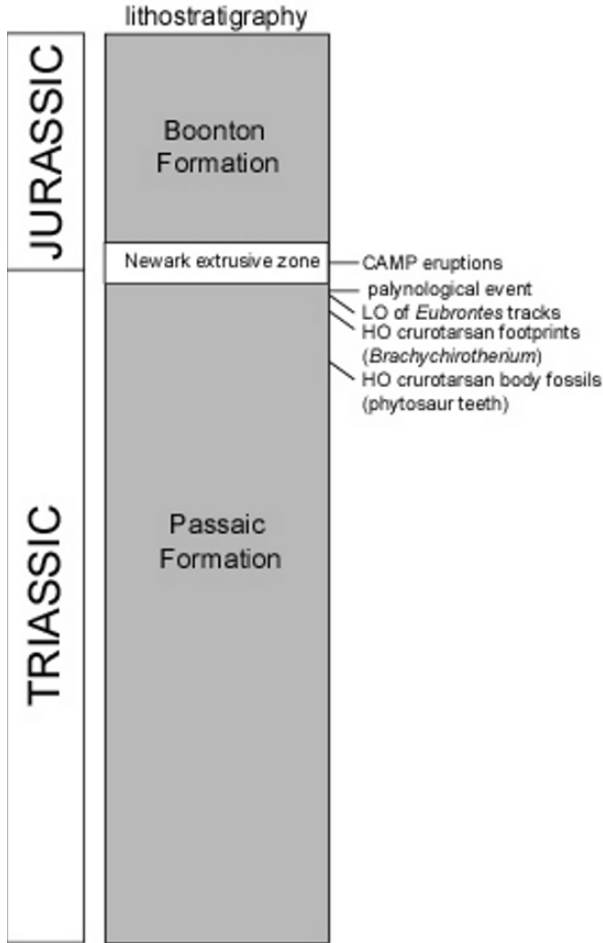 lithostratigraphy
JURASSIC
Boonton
Formation
Newark extrusive zone
CAMP eruptions
palynological event
LO of Eubrontes tracks
HO crurotarsan footprints
(Brachychirotherium)
HO crurotarsan body fossils
(phytosaur teeth)
TRIASSIC
Passaic
Formation